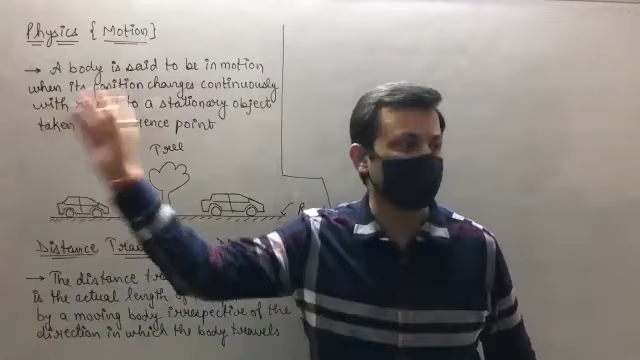 Physics { Motion }
→ A body is said to be in motion
when its position changes continuously
with to a stationary object
taken point
Tree
Distance
→ The distance
is the actual length of
by a moving body irrespective of the
direction in which the body travels